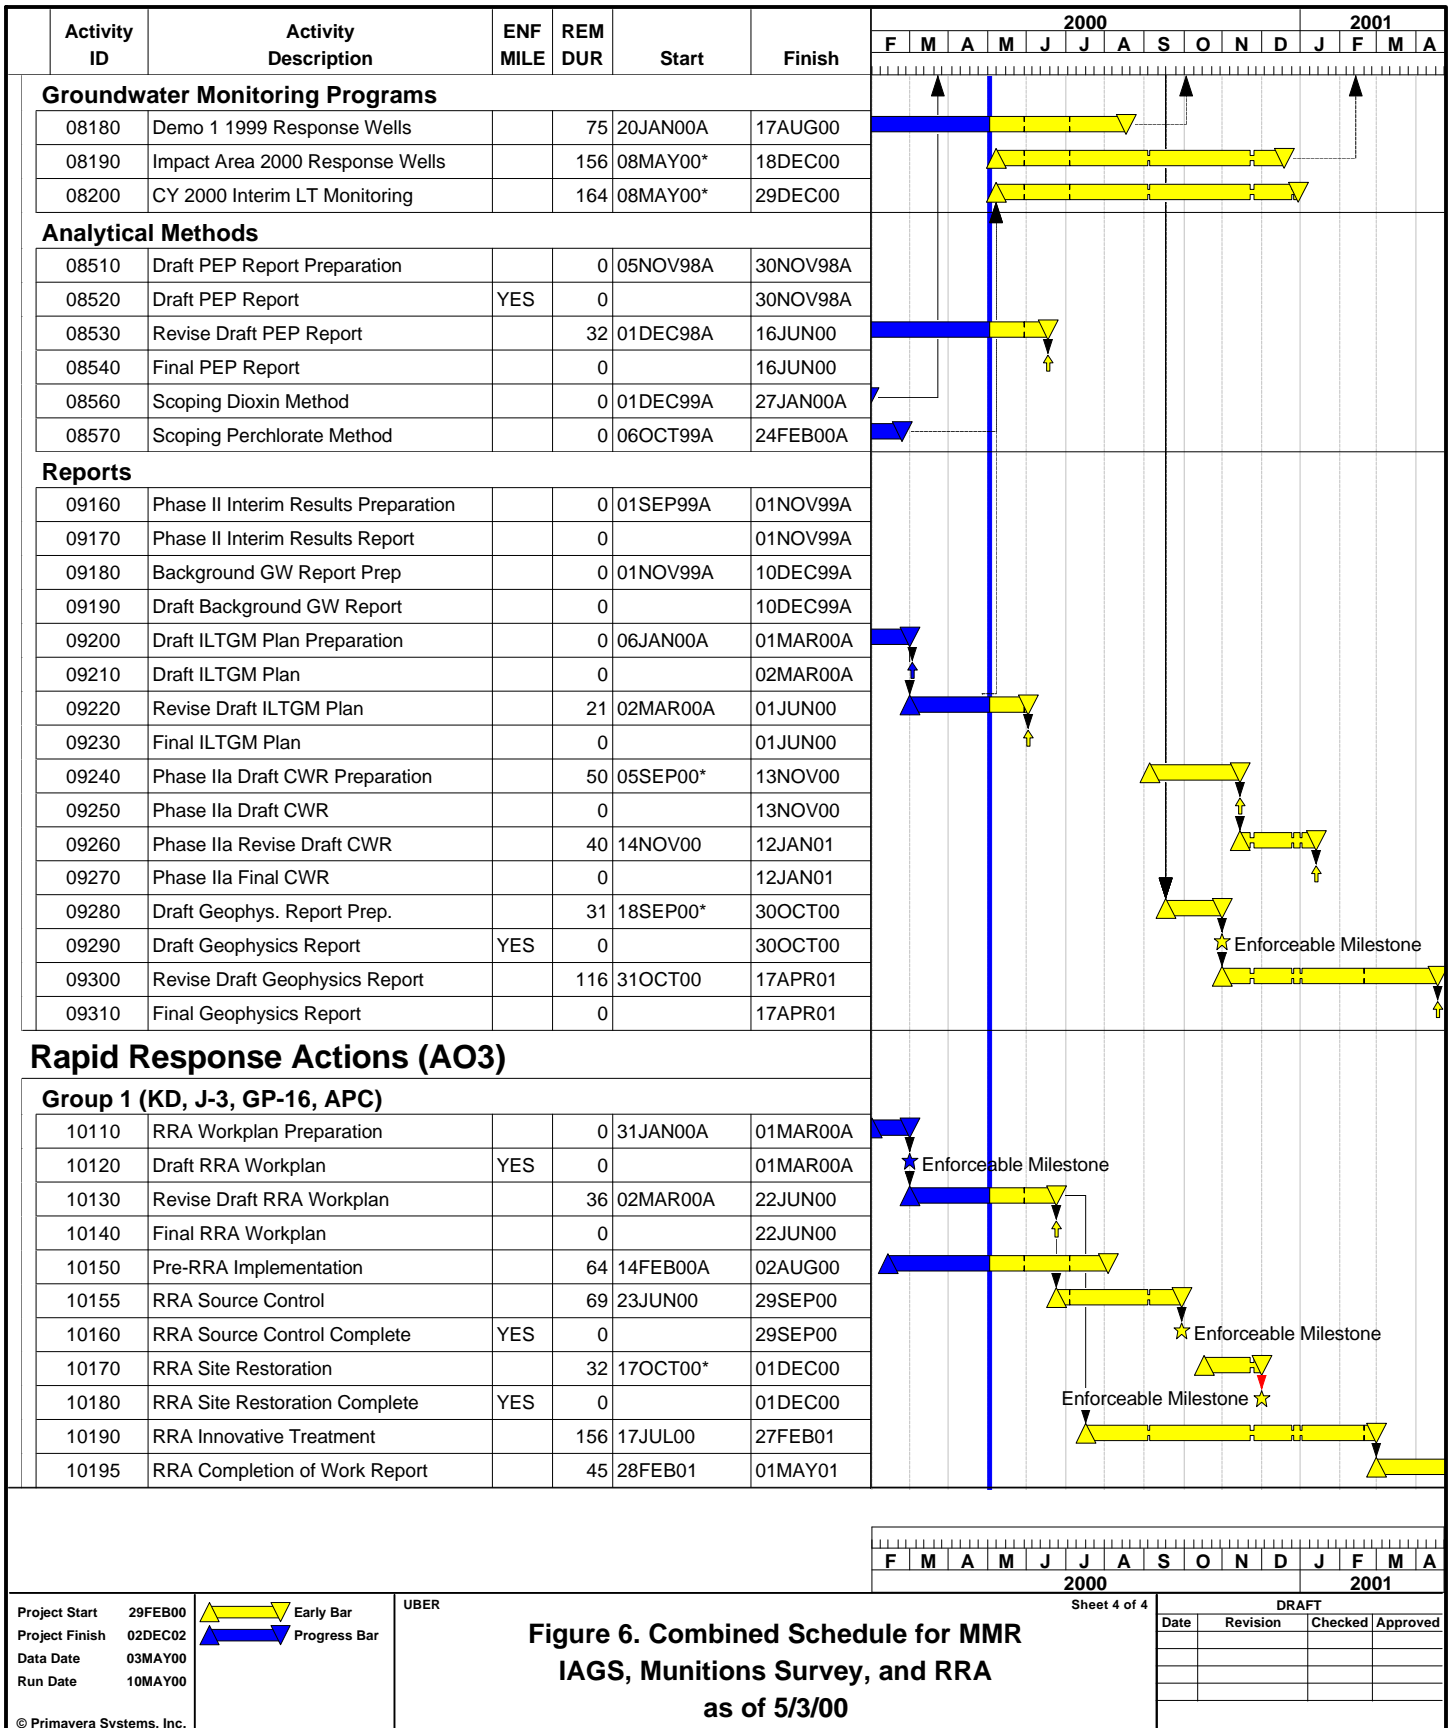 Activity ID Activity Description ENF MILE REM DUR Start Finish
2000 2001
F M A M J J A S O N D J F M A
Groundwater Monitoring Programs
08180 Demo 1 1999 Response Wells 75 20JAN00A 17AUG00
08190 Impact Area 2000 Response Wells 156 08MAY00* 18DEC00
08200 CY 2000 Interim LT Monitoring 164 08MAY00* 29DEC00
Analytical Methods
08510 Draft PEP Report Preparation 0 05NOV98A 30NOV98A
08520 Draft PEP Report YES 0 30NOV98A
08530 Revise Draft PEP Report 32 01DEC98A 16JUN00
08540 Final PEP Report 0 16JUN00
08560 Scoping Dioxin Method 0 01DEC99A 27JAN00A
08570 Scoping Perchlorate Method 0 06OCT99A 24FEB00A
Reports
09160 Phase II Interim Results Preparation 0 01SEP99A 01NOV99A
09170 Phase II Interim Results Report 0 01NOV99A
09180 Background GW Report Prep 0 01NOV99A 10DEC99A
09190 Draft Background GW Report 0 10DEC99A
09200 Draft ILTGM Plan Preparation 0 06JAN00A 01MAR00A
09210 Draft ILTGM Plan 0 02MAR00A
09220 Revise Draft ILTGM Plan 21 02MAR00A 01JUN00
09230 Final ILTGM Plan 0 01JUN00
09240 Phase IIa Draft CWR Preparation 50 05SEP00* 13NOV00
09250 Phase IIa Draft CWR 0 13NOV00
09260 Phase IIa Revise Draft CWR 40 14NOV00 12JAN01
09270 Phase IIa Final CWR 0 12JAN01
09280 Draft Geophys. Report Prep. 31 18SEP00* 30OCT00
09290 Draft Geophysics Report YES 0 30OCT00 Enforceable Milestone
09300 Revise Draft Geophysics Report 116 31OCT00 17APR01
09310 Final Geophysics Report 0 17APR01
Rapid Response Actions (AO3)
Group 1 (KD, J-3, GP-16, APC)
10110 RRA Workplan Preparation 0 31JAN00A 01MAR00A
10120 Draft RRA Workplan YES 0 01MAR00A Enforceable Milestone
10130 Revise Draft RRA Workplan 36 02MAR00A 22JUN00
10140 Final RRA Workplan 0 22JUN00
10150 Pre-RRA Implementation 64 14FEB00A 02AUG00
10155 RRA Source Control 69 23JUN00 29SEP00
10160 RRA Source Control Complete YES 0 29SEP00 Enforceable Milestone
10170 RRA Site Restoration 32 17OCT00* 01DEC00
10180 RRA Site Restoration Complete YES 0 01DEC00 Enforceable Milestone
10190 RRA Innovative Treatment 156 17JUL00 27FEB01
10195 RRA Completion of Work Report 45 28FEB01 01MAY01
F M A M J J A S O N D J F M A
2000 2001
Project Start 29FEB00
Project Finish 02DEC02
Data Date 03MAY00
Run Date 10MAY00
© Primavera Systems, Inc.
Early Bar
Progress Bar
UBER
Sheet 4 of 4
Figure 6. Combined Schedule for MMR
IAGS, Munitions Survey, and RRA
as of 5/3/00
DRAFT
Date Revision Checked Approved